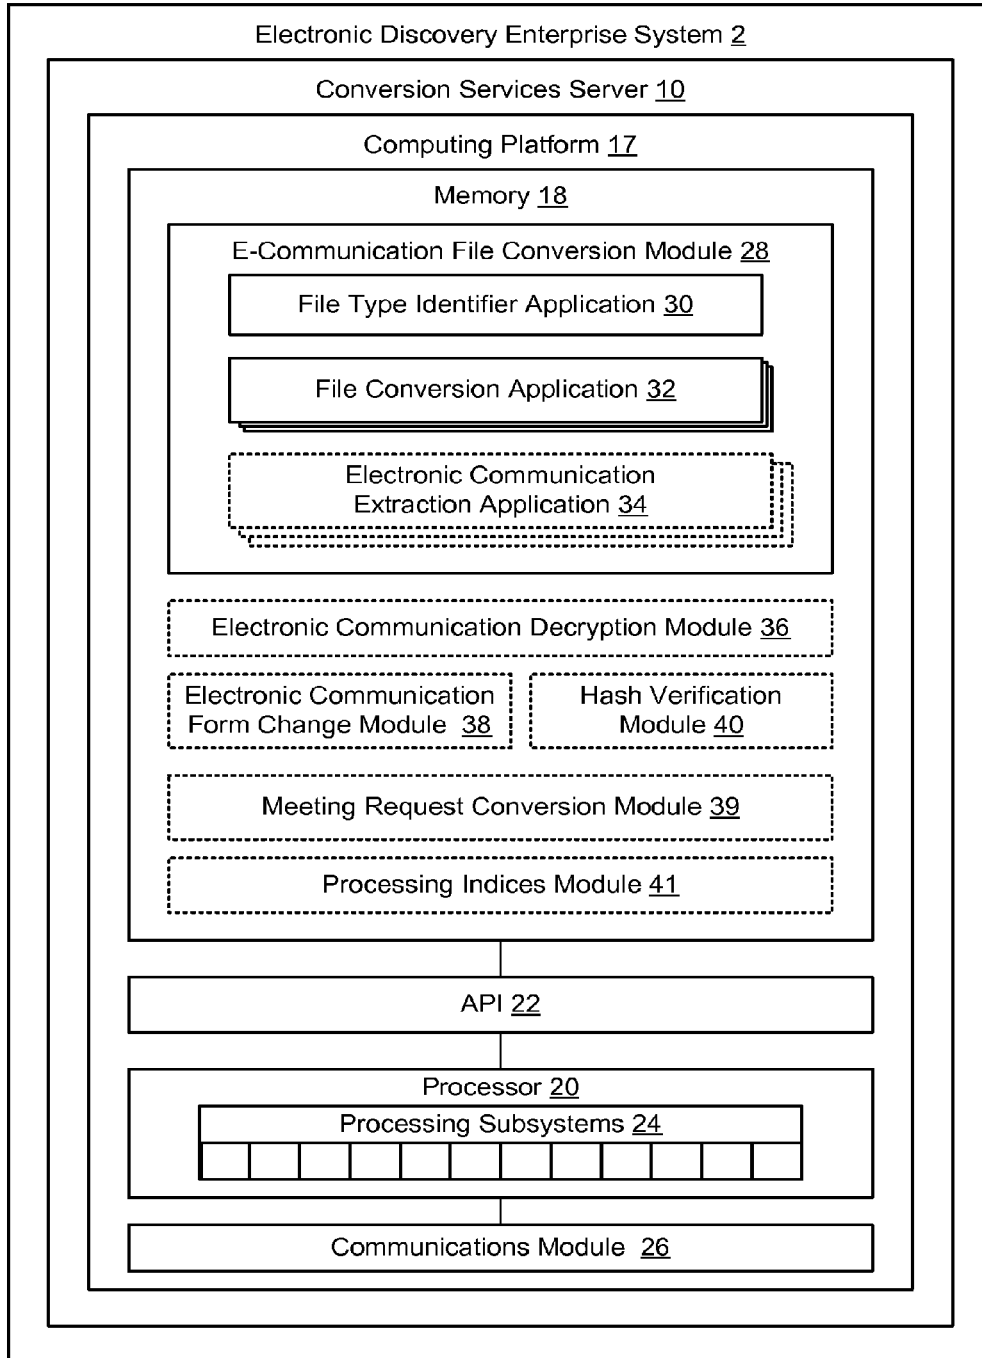 Electronic Discovery Enterprise System 2
Conversion Services Server 10
Computing Platform 17
Memory 18
E-Communication File Conversion Module 28
File Type Identifier Application 30
File Conversion Application 32
Electronic Communication
Extraction Application 34
Electronic Communication Decryption Module 36
Electronic Communication
Form Change Module 38
Hash Verification
Module 40
Meeting Request Conversion Module 39
Processing Indices Module 41
API 22
Processor 20
Processing Subsystems 24
Communications Module 26